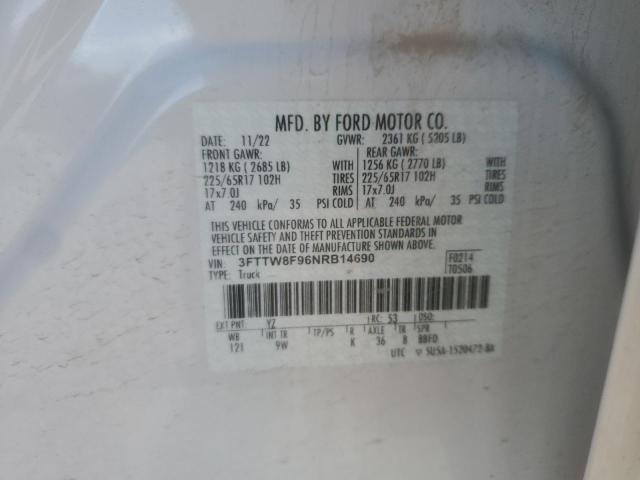 MFD. BY FORD MOTOR CO.
DATE: 11/22 GVWR: 2361 KG ( 5205 LB)
FRONT GAWR: REAR GAWR:
1218 KG ( 2685 LB) WITH 1256 KG ( 2770 LB) WITH
225/65R17 102H TIRES 225/65R17 102H TIRES
17x7.0J RIMS 17x7.0J RIMS
AT 240 kPa/ 35 PSI COLD AT 240 kPa/ 35 PSI COLD
THIS VEHICLE CONFORMS TO ALL APPLICABLE FEDERAL MOTOR
VEHICLE SAFETY AND THEFT PREVENTION STANDARDS IN
EFFECT ON THE DATE OF MANUFACTURE SHOWN ABOVE.
VIN: 3FTTW8F96NRB14690 F0214
TYPE: Truck T0506
EXT PNT: YZ RC: 53 DSO:
WB INT TR TP/PS R AXLE TR SPR
121 9W K 36 8 BBFD
UTC 5U5A-1520472-BA